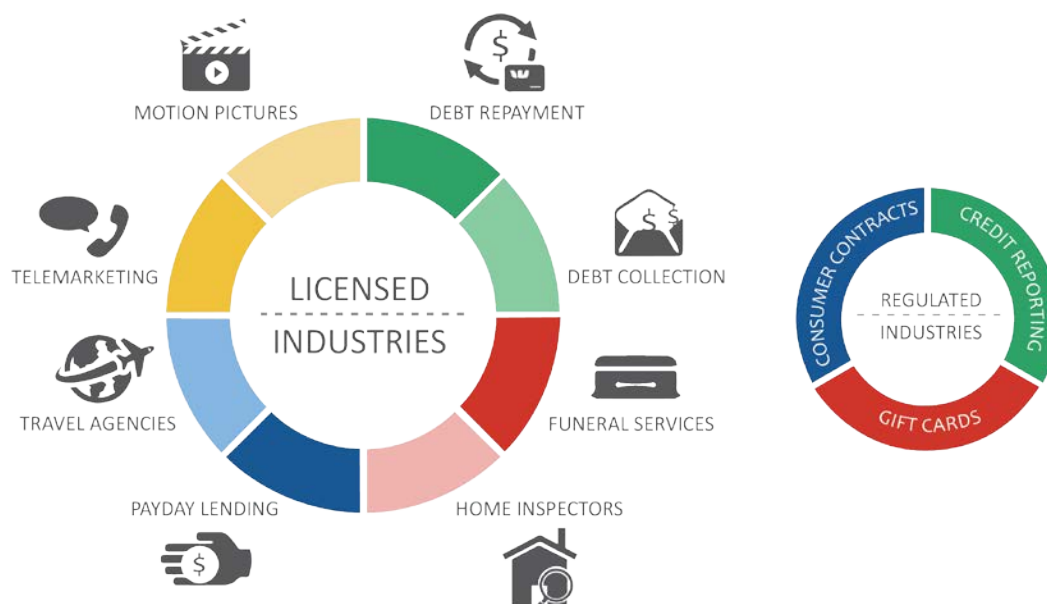 MOTION PICTURES
DEBT REPAYMENT
$
TELEMARKETING
$ $
DEBT COLLECTION
LICENSED
INDUSTRIES
TRAVEL AGENCIES
FUNERAL SERVICES
PAYDAY LENDING
$
HOME INSPECTORS
CONSUMER CONTRACTS
CREDIT REPORTING
REGULATED
INDUSTRIES
GIFT CARDS